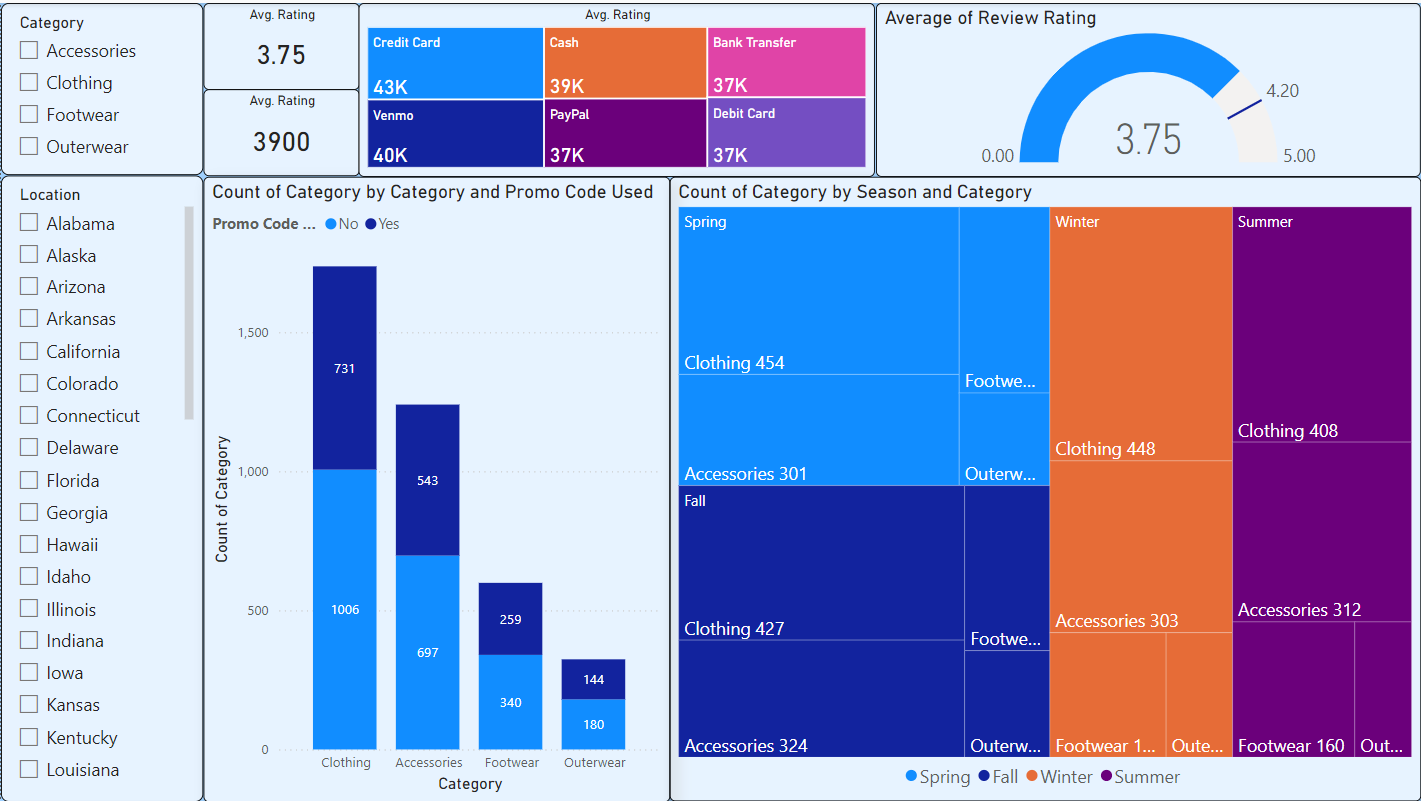 Category
Accessories
Clothing
Footwear
Outerwear
Avg. Rating
3.75
Avg. Rating
3900
Avg. Rating
Credit Card
43K
Cash
39K
Bank Transfer
37K
Venmo
40K
PayPal
37K
Debit Card
37K
Average of Review Rating
4.20
3.75
0.00
5.00
Location
Alabama
Alaska
Arizona
Arkansas
California
Colorado
Connecticut
Delaware
Florida
Georgia
Hawaii
Idaho
Illinois
Indiana
Iowa
Kansas
Kentucky
Louisiana
Count of Category by Category and Promo Code Used
Promo Code ... No Yes
Count of Category
1,500
1,000
500
0
731
1006
543
697
259
340
144
180
Clothing Accessories Footwear Outerwear
Category
Count of Category by Season and Category
Spring
Clothing 454
Accessories 301
Footwe...
Outerw...
Fall
Clothing 427
Accessories 324
Footwe...
Outerw...
Winter
Clothing 448
Accessories 303
Footwear 1...
Oute...
Summer
Clothing 408
Accessories 312
Footwear 160
Out...
Spring Fall Winter Summer